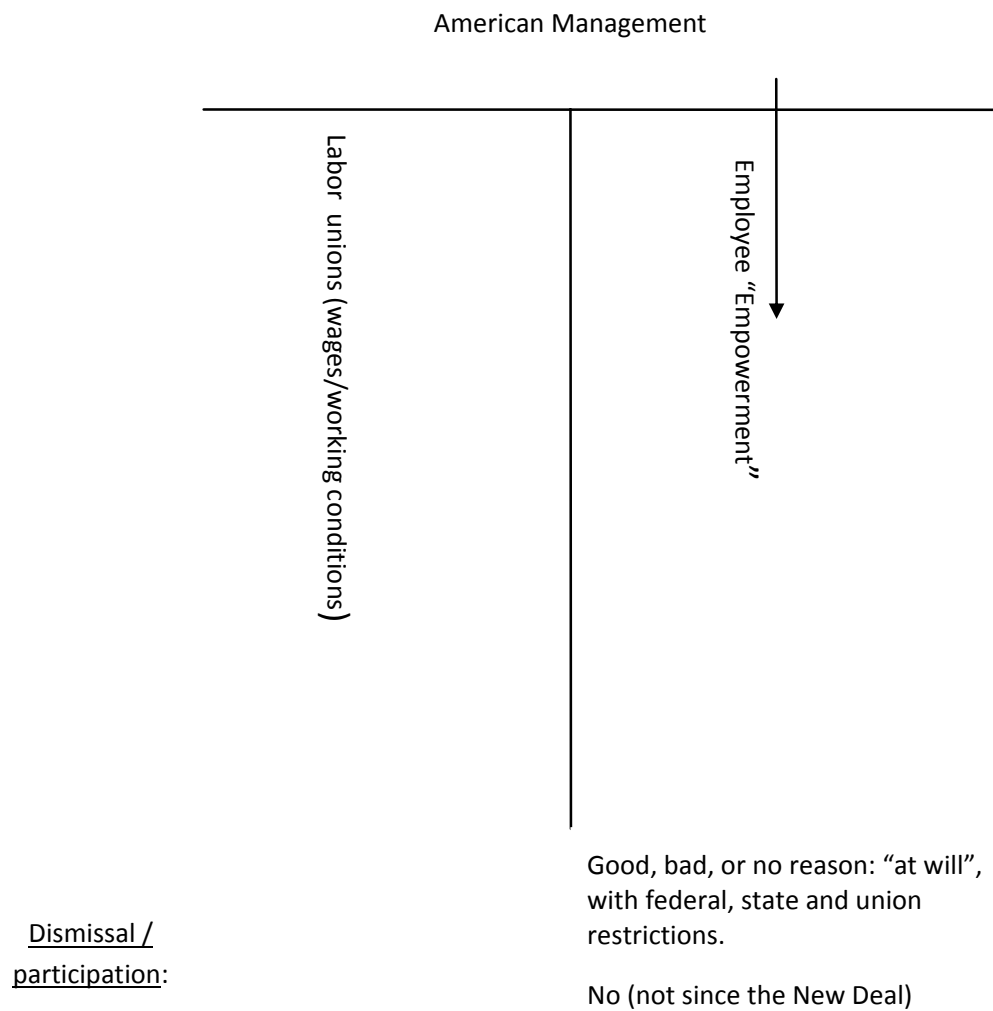 American Management
Labor unions (wages/working conditions)
Employee “Empowerment”
Good, bad, or no reason: “at will”,
with federal, state and union
restrictions.
Dismissal /
participation:
No (not since the New Deal)